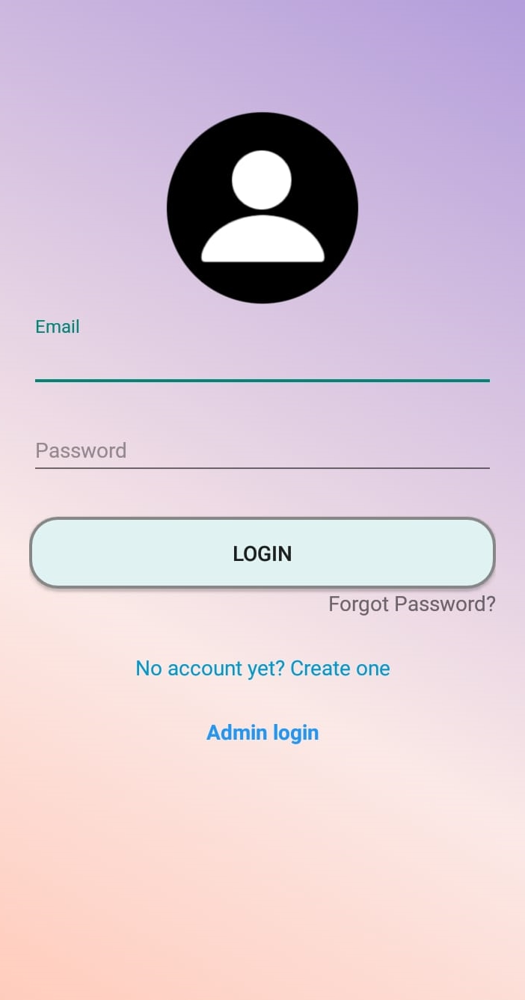 Email
Password
LOGIN
Forgot Password?
No account yet? Create one
Admin login